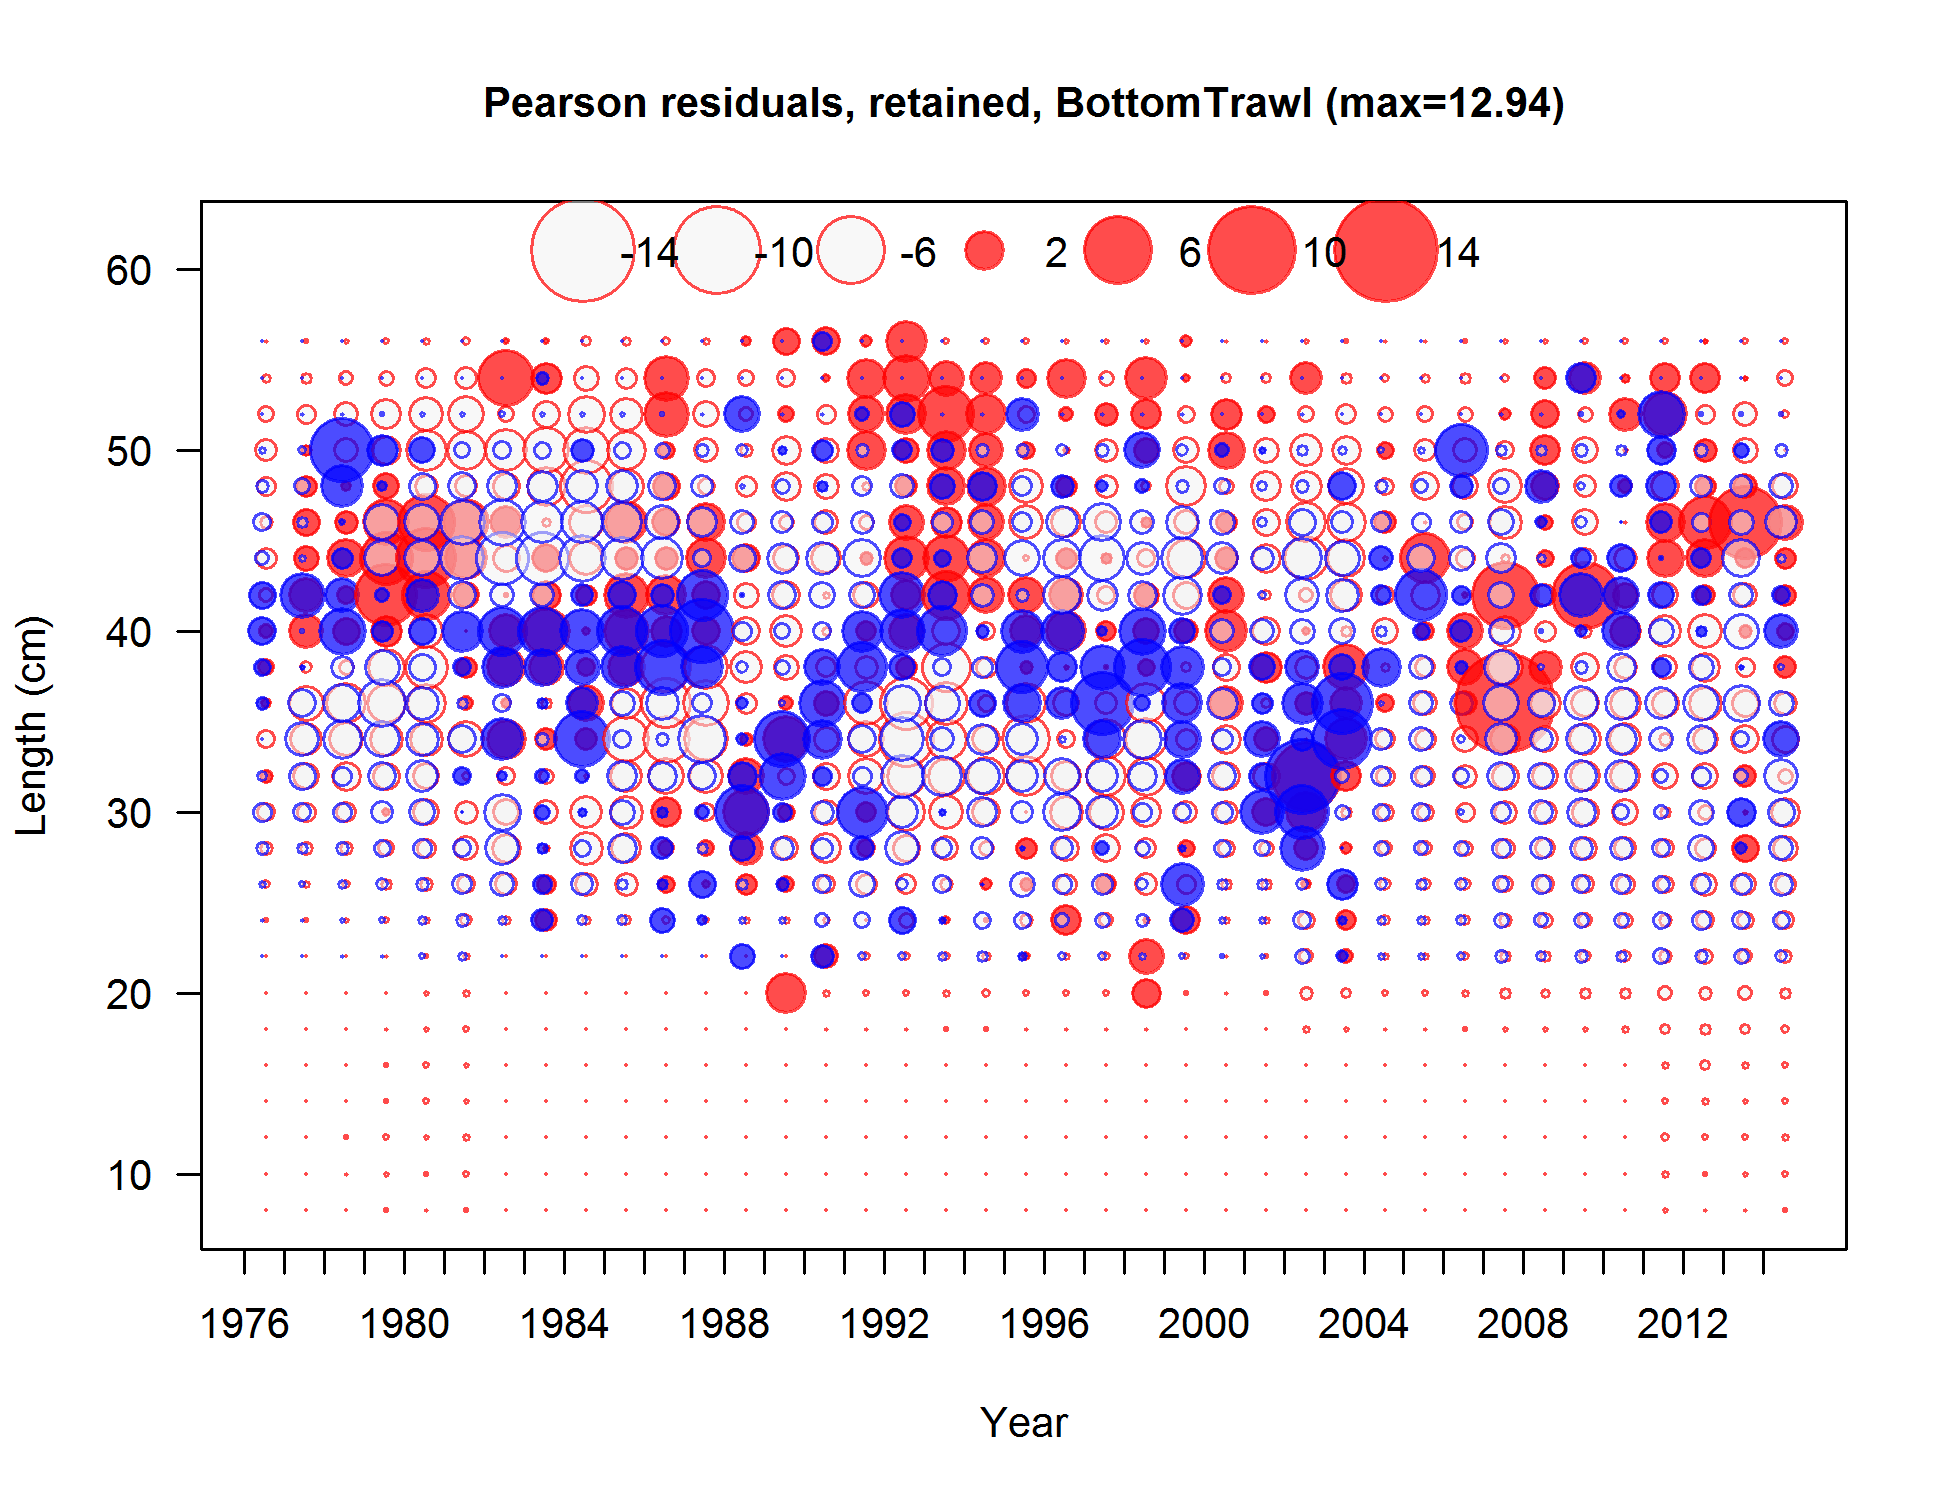 Pearson residuals, retained, BottomTrawl (max=12.94)
-14 -10 -6 2 6 10 14
60
50
40
30
20
10
Length (cm)
1976 1980 1984 1988 1992 1996 2000 2004 2008 2012
Year